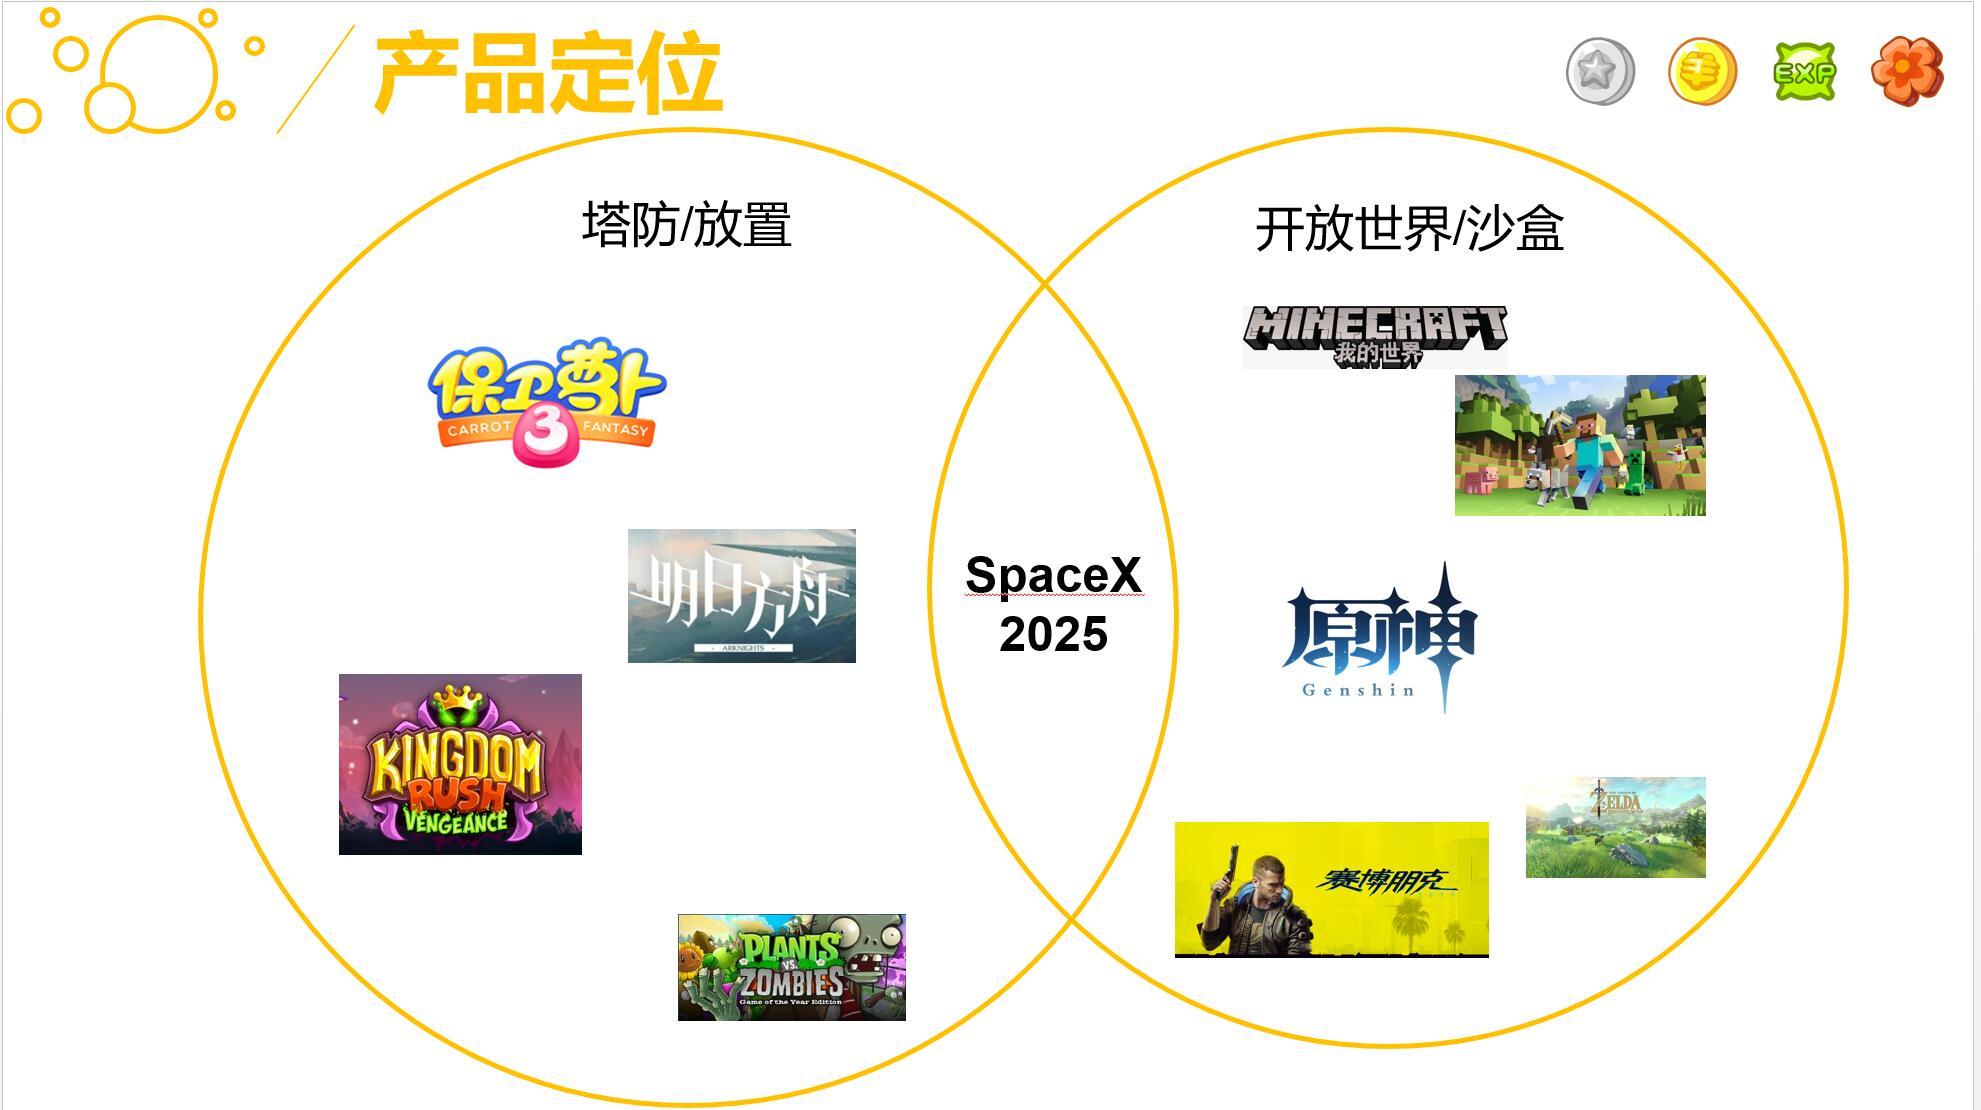 产品定位
EXP
塔防/放置
开放世界/沙盒
MINECRAFT
我的世界
保卫萝卜
CARROT 3 FANTASY
明日方舟
- ARKNIGHTS -
SpaceX
2025
原神
Genshin
KINGDOM
RUSH
VENGEANCE
ZELDA
赛博朋克
PLANTS
VS.
ZOMBIES
Game of the Year Edition